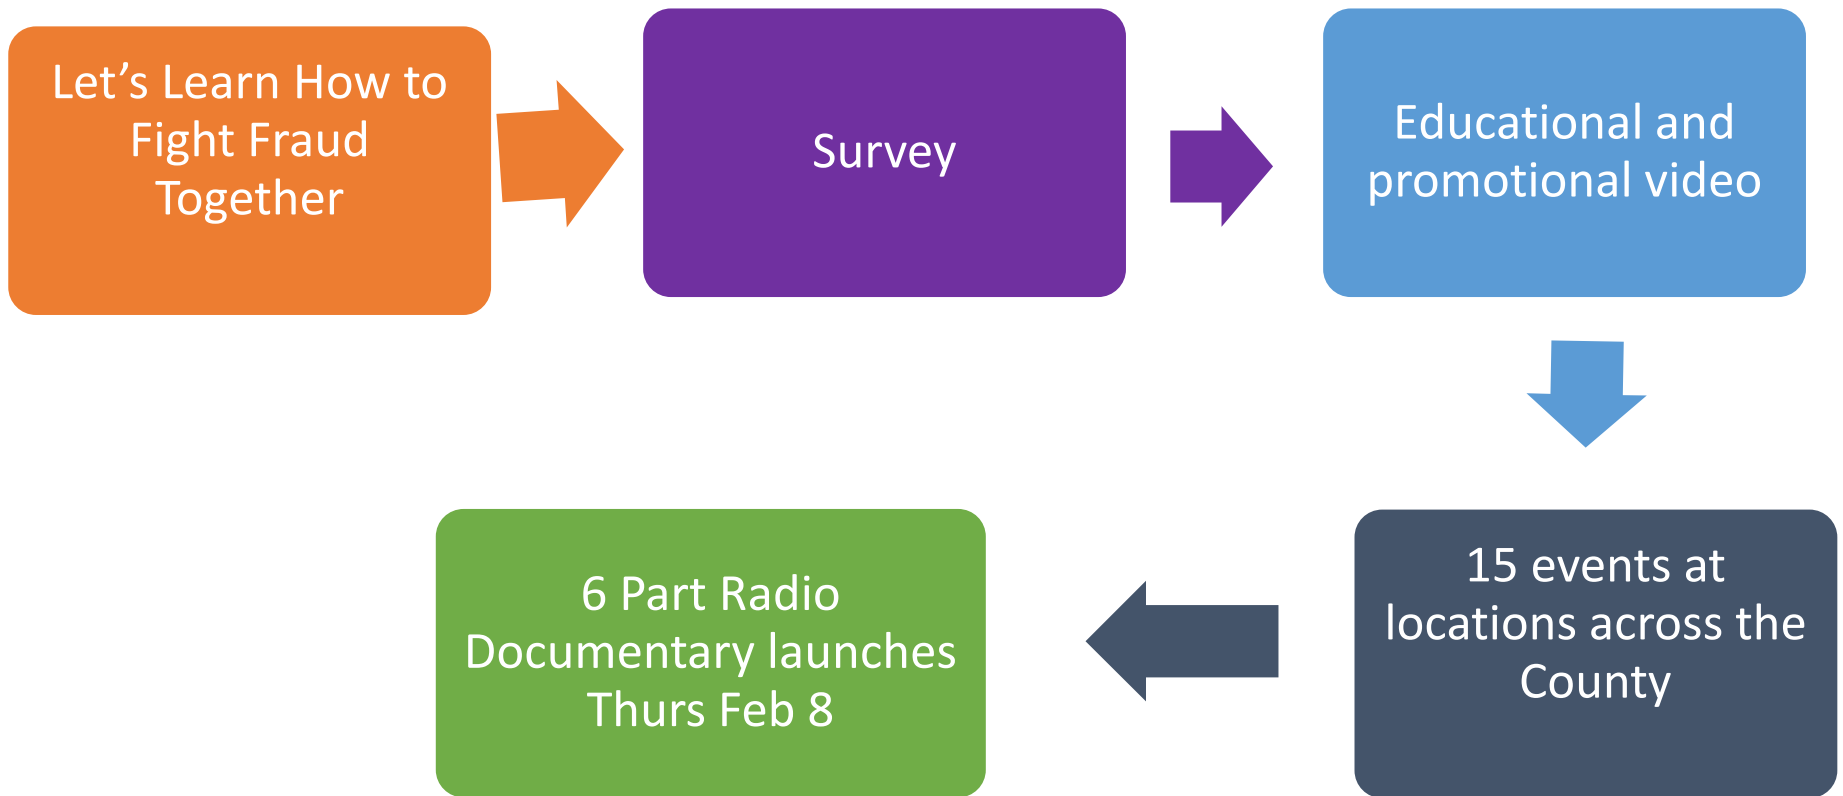 Let’s Learn How to
Fight Fraud
Together
Survey
Educational and
promotional video
15 events at
locations across the
County
6 Part Radio
Documentary launches
Thurs Feb 8